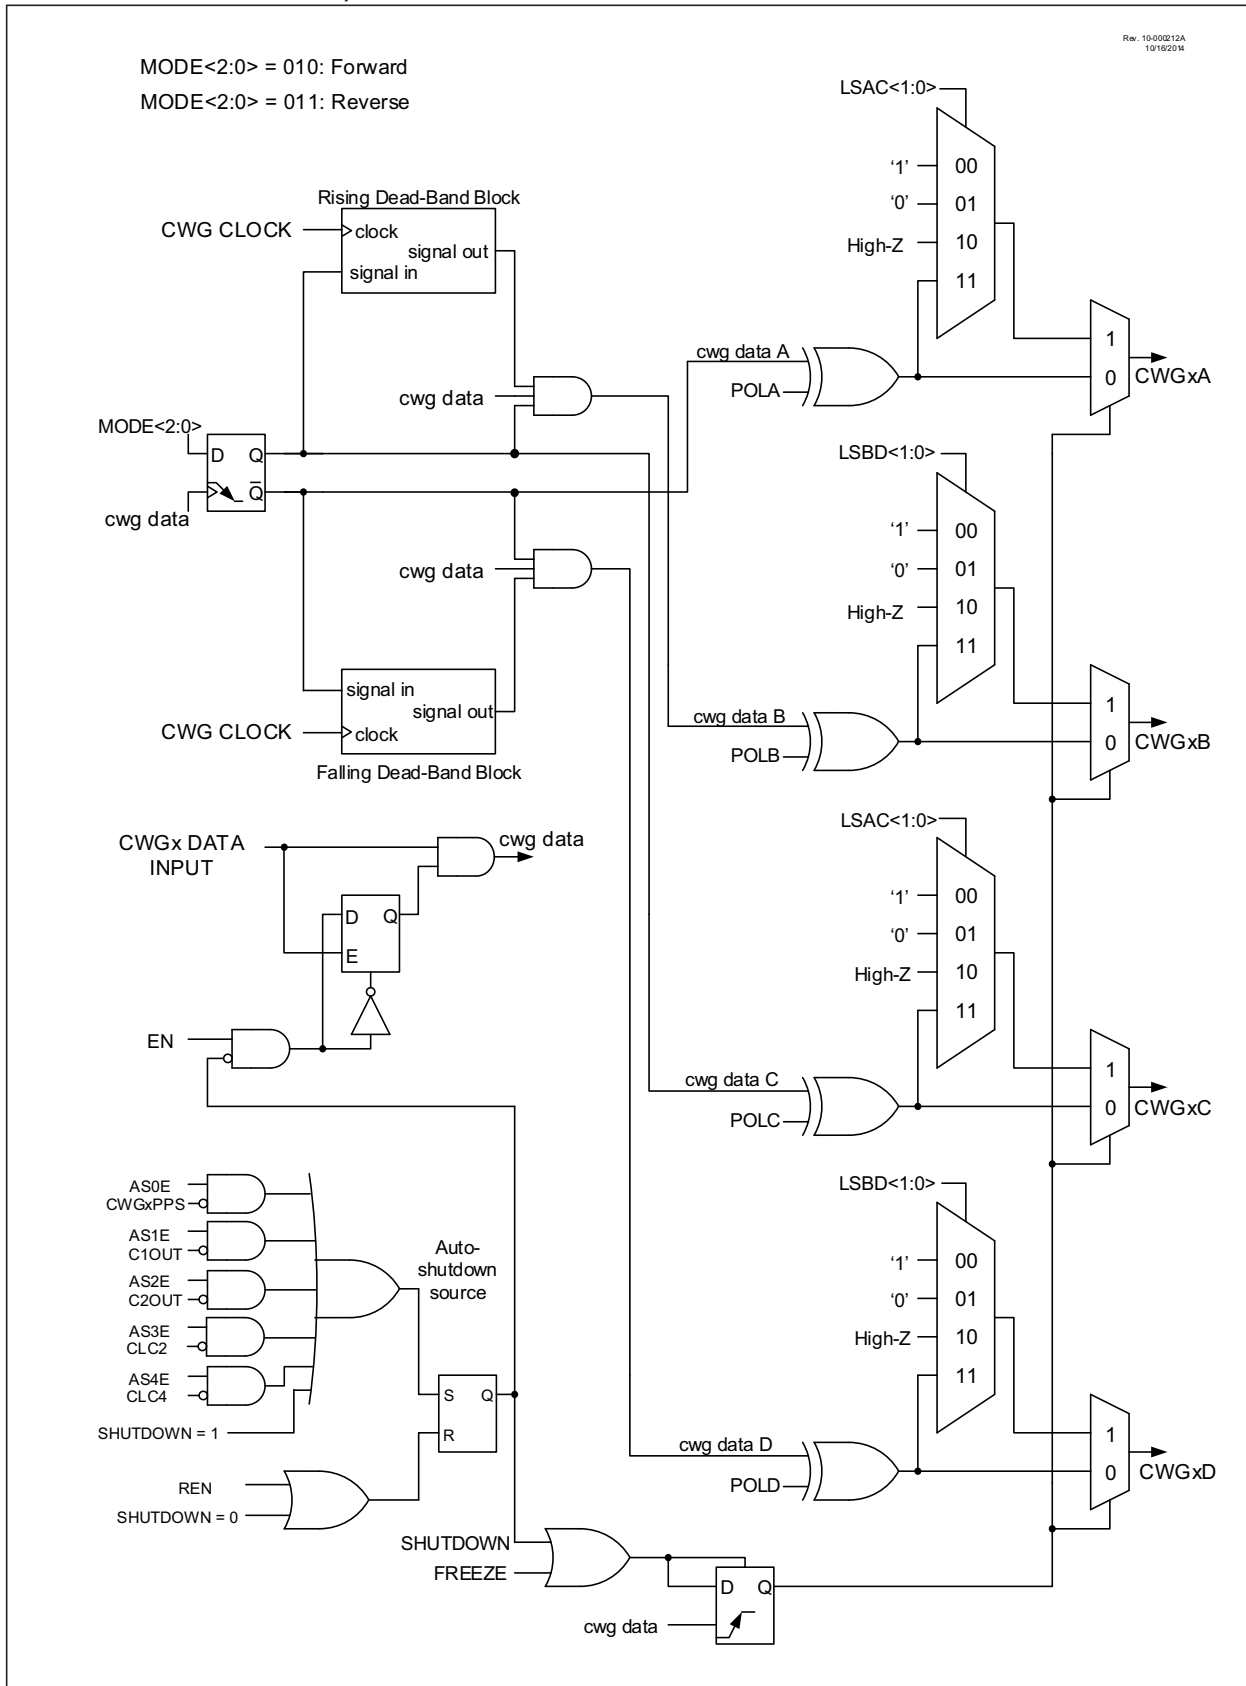 Rev. 10-000212A
10/16/2014
MODE<2:0> = 010: Forward
MODE<2:0> = 011: Reverse
LSAC<1:0>
'1'
00
'0'
01
High-Z
10
11
1
0
CWGxA
Rising Dead-Band Block
CWG CLOCK
clock
signal out
signal in
cwg data A
POLA
cwg data
MODE<2:0>
D
Q
Q
cwg data
cwg data
LSBD<1:0>
'1'
00
'0'
01
High-Z
10
11
1
0
CWGxB
signal in
signal out
CWG CLOCK
clock
Falling Dead-Band Block
cwg data B
POLB
CWGx DATA
INPUT
cwg data
D
Q
E
EN
LSAC<1:0>
'1'
00
'0'
01
High-Z
10
11
1
0
CWGxC
cwg data C
POLC
AS0E
CWGxPPS
AS1E
C1OUT
AS2E
C2OUT
AS3E
CLC2
AS4E
CLC4
SHUTDOWN = 1
Auto-
shutdown
source
S
Q
R
REN
SHUTDOWN = 0
LSBD<1:0>
'1'
00
'0'
01
High-Z
10
11
1
0
CWGxD
cwg data D
POLD
SHUTDOWN
FREEZE
D
Q
cwg data